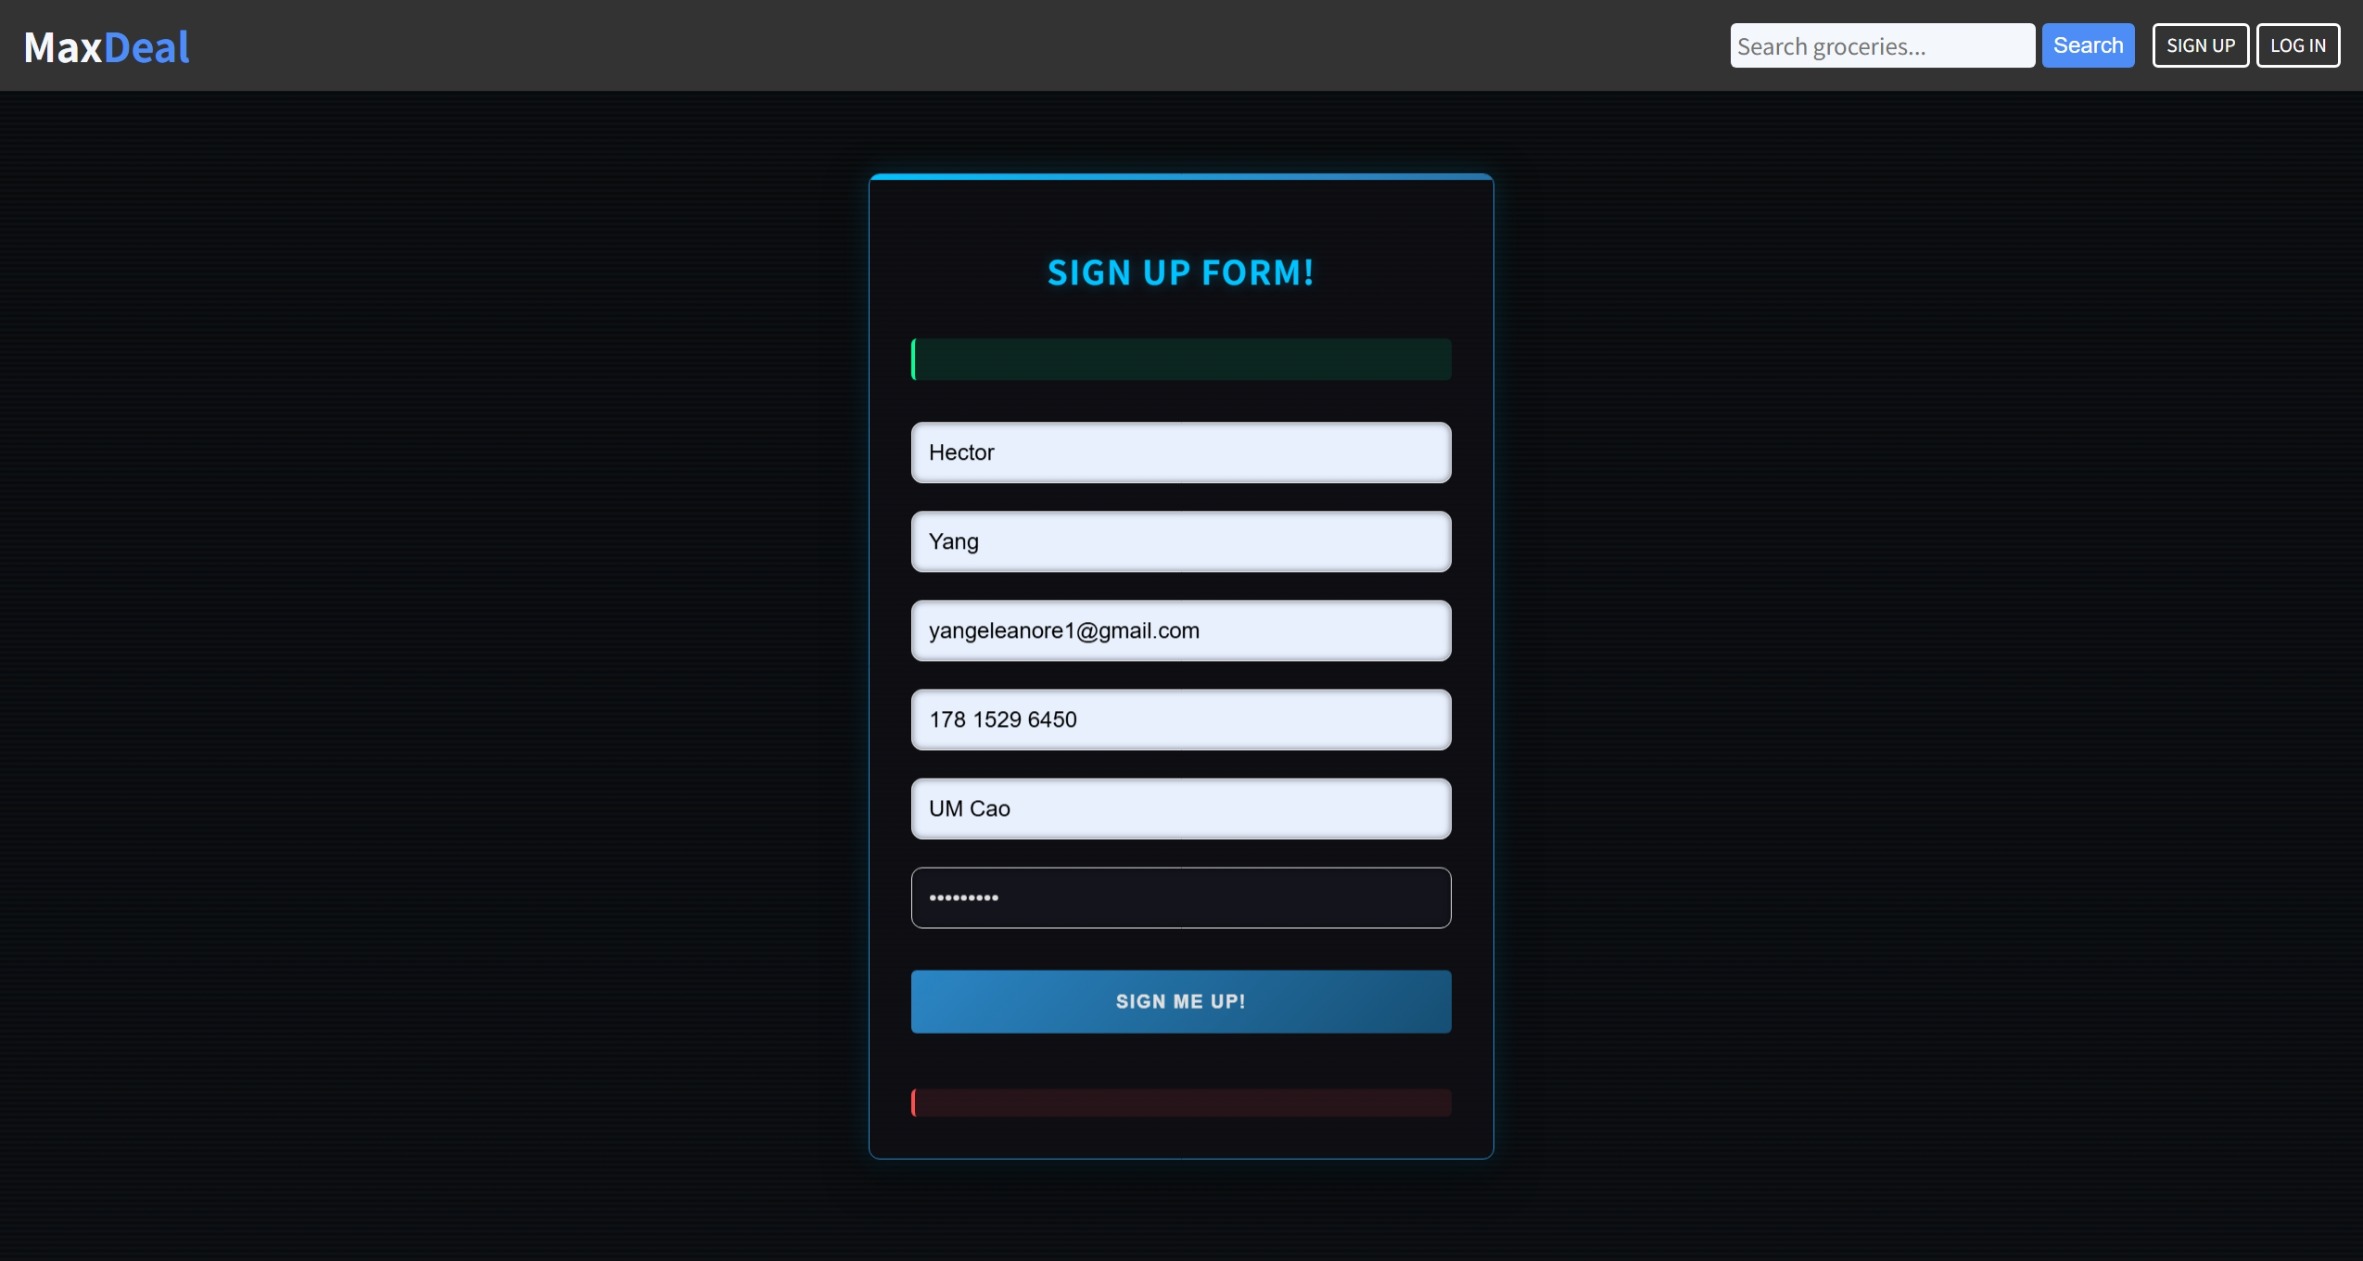 MaxDeal
Search groceries...
Search
SIGN UP
LOG IN
SIGN UP FORM!
Hector
Yang
yangeleanore1@gmail.com
178 1529 6450
UM Cao
•••••••••
SIGN ME UP!